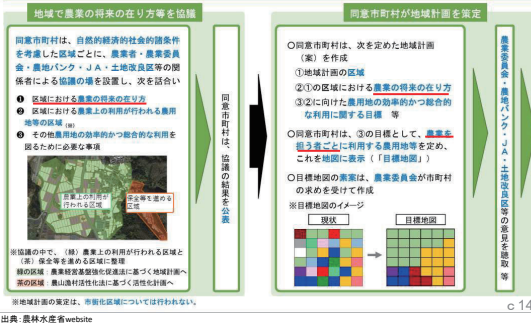 地域で農業の将来の在り方等を協議
同意市町村は、自然的経済的社会的諸条件
を考慮した区域ごとに、農業者・農業委員
会・農地バンク・JA・土地改良区等の関
係者による協議の場を設置し、次を話合い
❶ 区域における農業の将来の在り方
❷ 区域における農業上の利用が行われる農用
地等の区域(※)
❸ その他農用地の効率的かつ総合的な利用を
図るために必要な事項
農業上の利用が
行われる区域
保全等を進める
区域
※協議の中で、（緑）農業上の利用が行われる区域と
（茶）保全等を進める区域に整理
緑の区域：農業経営基盤強化促進法に基づく地域計画へ
茶の区域：農山漁村活性化法に基づく活性化計画へ
※地域計画の策定は、市街化区域については行われない。
出典：農林水産省website
同意市町村は、協議の結果を公表
同意市町村が地域計画を策定
○同意市町村は、次を定めた地域計画
（案）を作成
①地域計画の区域
②①の区域における農業の将来の在り方
③②に向けた農用地の効率的かつ総合的
な利用に関する目標 等
○同意市町村は、③の目標として、農業を
担う者ごとに利用する農用地等を定め、
これを地図に表示（「目標地図」）
○目標地図の素案は、農業委員会が市町村
の求めを受けて作成
※目標地図のイメージ
現状
目標地図
農業委員会・農地バンク・JA・土地改良区等の意見を聴取 等
c 14